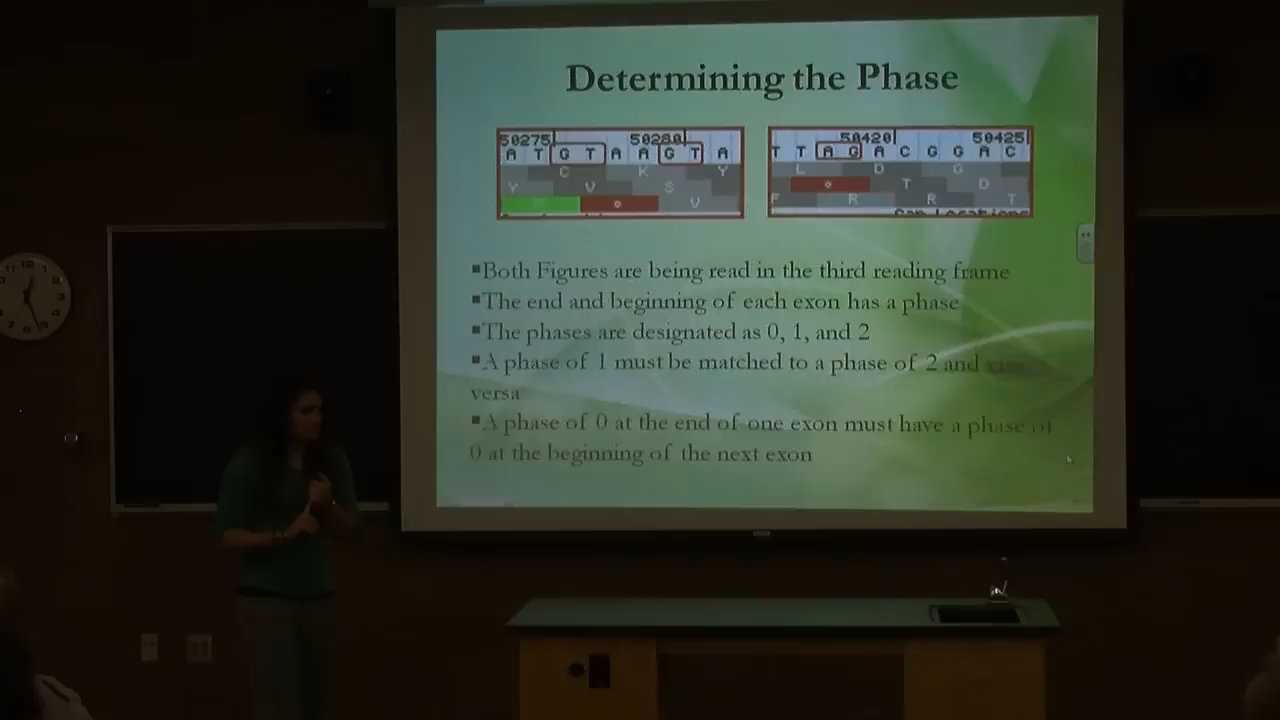 Determining the Phase
50275 50280
A T G T A A G T A
C K Y
Y V S
V
50420 50425
T T A G A C G G A C
L D G
T D
F R R T
Gap Locations
▪Both Figures are being read in the third reading frame
▪The end and beginning of each exon has a phase
▪The phases are designated as 0, 1, and 2
▪A phase of 1 must be matched to a phase of 2 and
versa
▪A phase of 0 at the end of one exon must have a phase of
0 at the beginning of the next exon